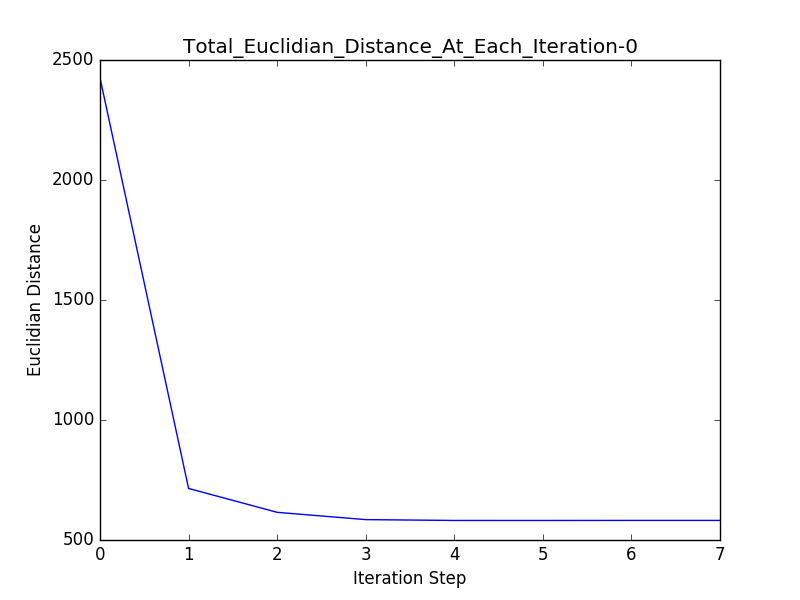 Total_Euclidian_Distance_At_Each_Iteration-0
2500
2000
1500
1000
500
Euclidian Distance
0 1 2 3 4 5 6 7
Iteration Step